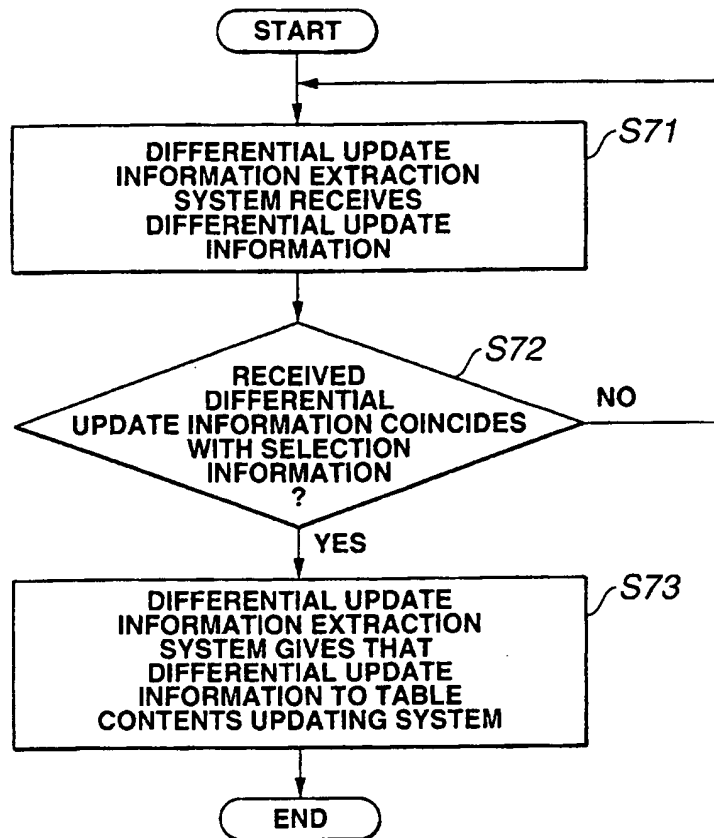 START
S71
DIFFERENTIAL UPDATE
INFORMATION EXTRACTION
SYSTEM RECEIVES
DIFFERENTIAL UPDATE
INFORMATION
S72
RECEIVED
DIFFERENTIAL
UPDATE INFORMATION COINCIDES
WITH SELECTION
INFORMATION
?
NO
YES
S73
DIFFERENTIAL UPDATE
INFORMATION EXTRACTION
SYSTEM GIVES THAT
DIFFERENTIAL UPDATE
INFORMATION TO TABLE
CONTENTS UPDATING SYSTEM
END